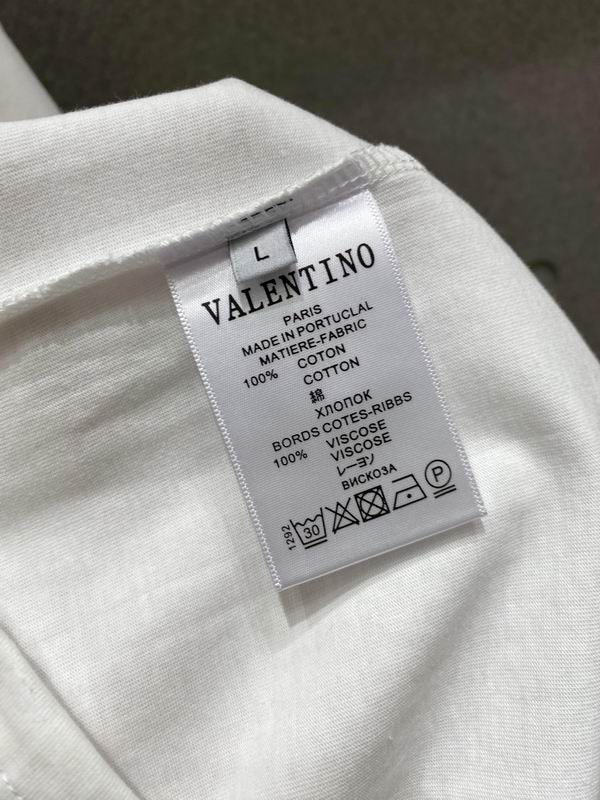 L
VALENTINO
PARIS
MADE IN PORTUCLAL
MATIERE-FABRIC
100% COTON
COTTON
綿
ХЛОПОК
BORDS COTES-RIBBS
100% VISCOSE
VISCOSE
レーヨン
ВИСКОЗА
1292 30 P